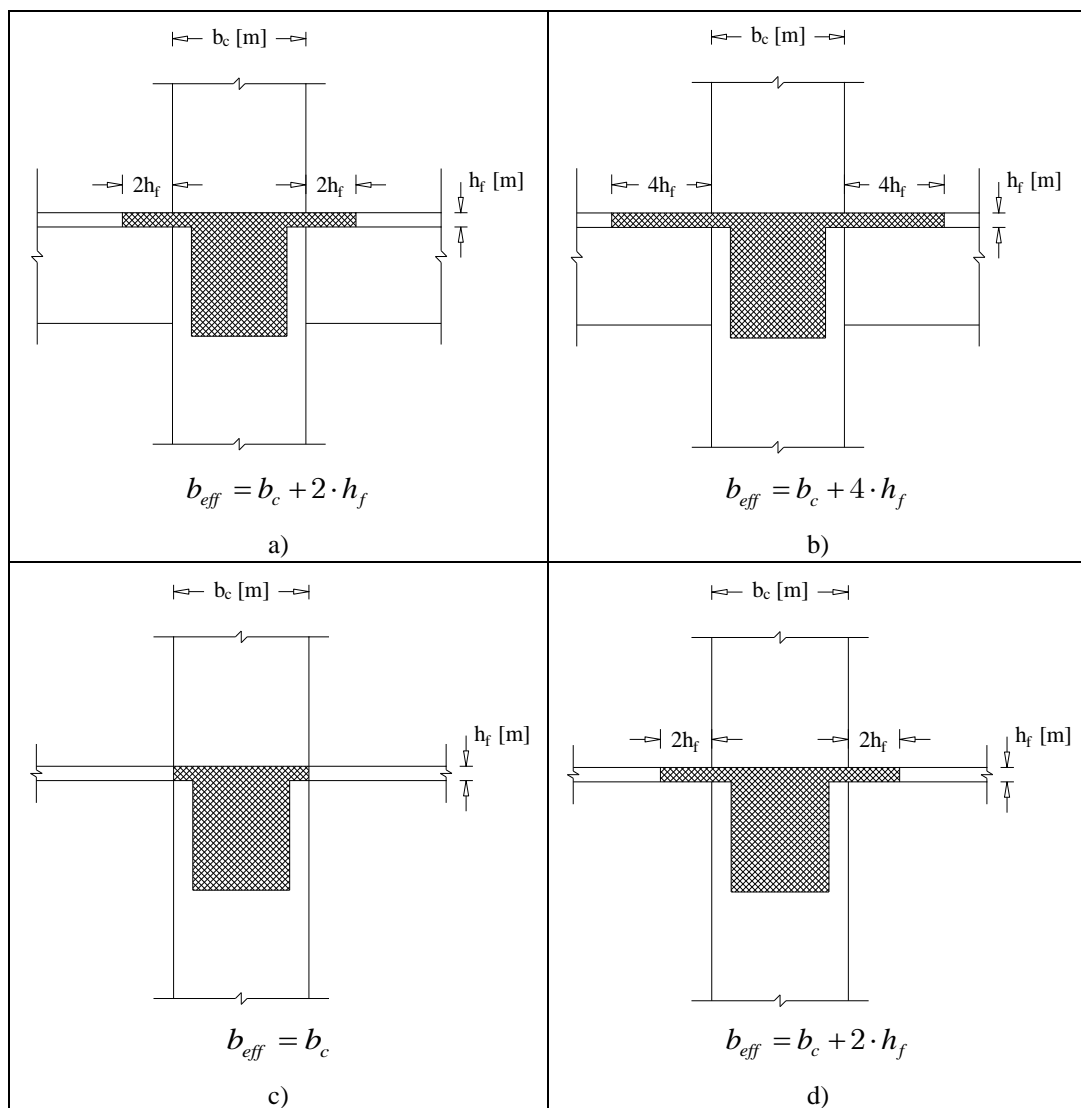 b_c [m]
2h_f 2h_f h_f [m]
b_eff = b_c + 2 · h_f
a)
b_c [m]
4h_f 4h_f h_f [m]
b_eff = b_c + 4 · h_f
b)
b_c [m]
h_f [m]
b_eff = b_c
c)
b_c [m]
2h_f 2h_f h_f [m]
b_eff = b_c + 2 · h_f
d)